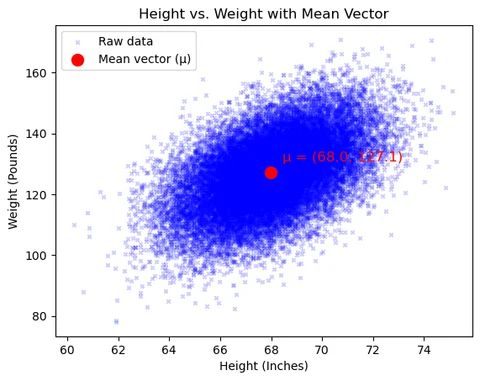 Height vs. Weight with Mean Vector
Raw data
Mean vector (μ)
μ = (68.0, 127.1)
160
140
120
100
80
Weight (Pounds)
60 62 64 66 68 70 72 74
Height (Inches)